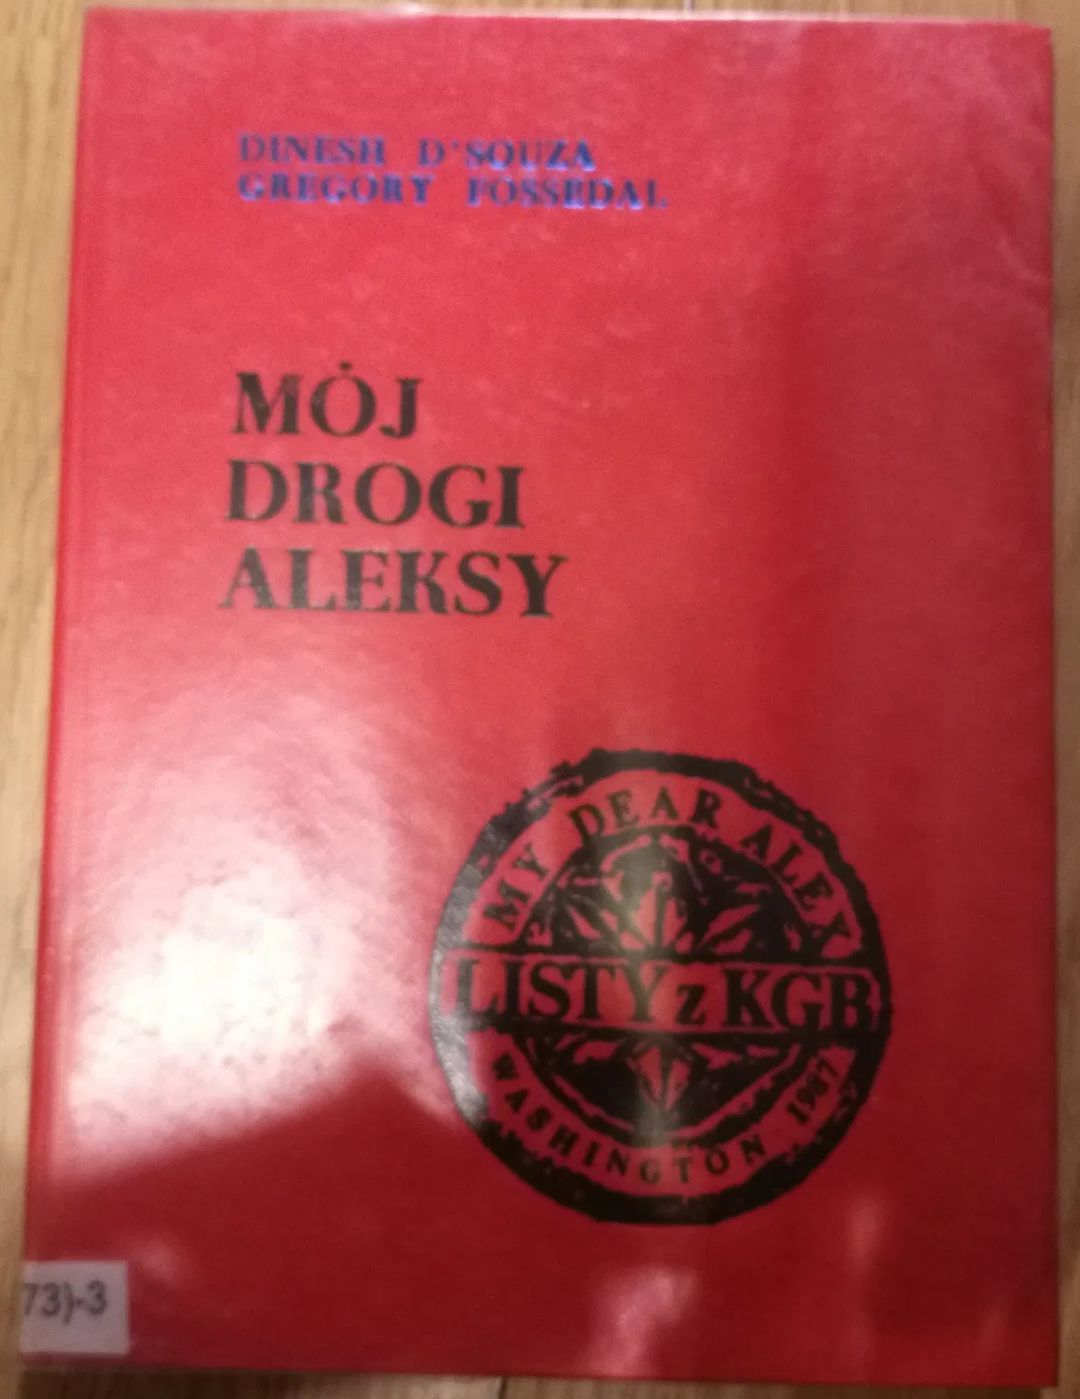 DINESH D'SOUZA
GREGORY FOSSEDAL
MÓJ
DROGI
ALEKSY
MY DEAR ALEX
LISTY z KGB
WASHINGTON 1987
73)-3